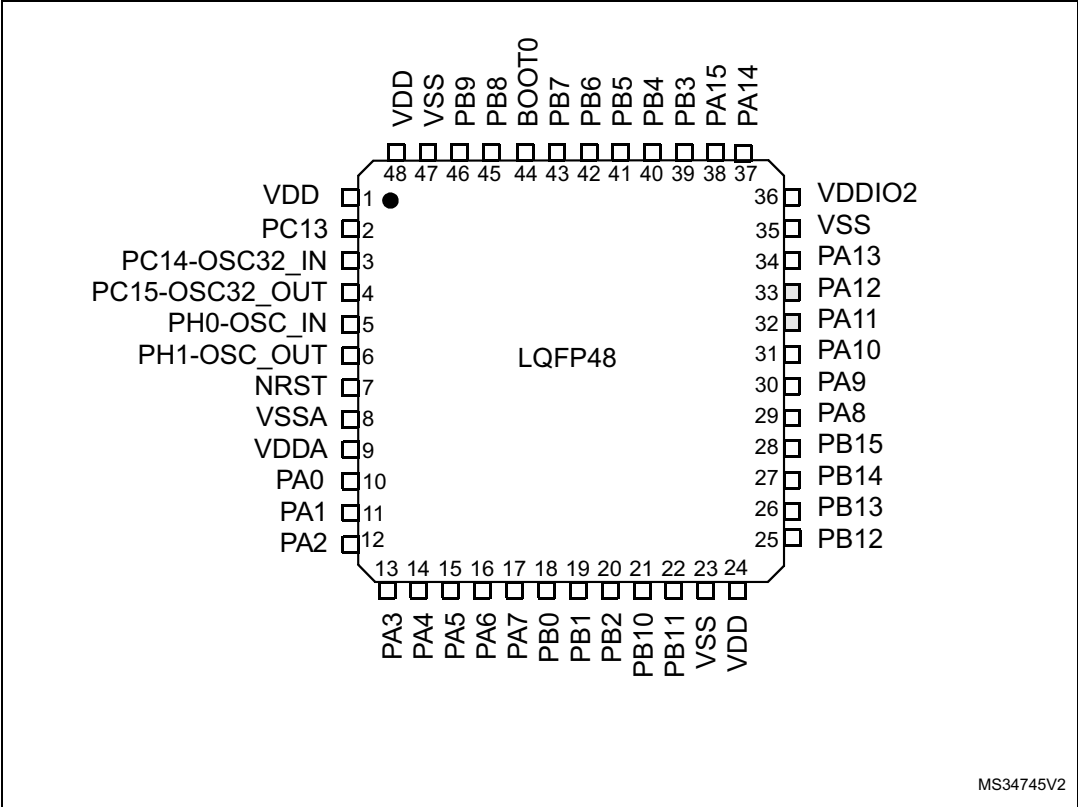 VDD
VSS
PB9
PB8
BOOT0
PB7
PB6
PB5
PB4
PB3
PA15
PA14
48 47 46 45 44 43 42 41 40 39 38 37
VDD 1
PC13 2
PC14-OSC32_IN 3
PC15-OSC32_OUT 4
PH0-OSC_IN 5
PH1-OSC_OUT 6
NRST 7
VSSA 8
VDDA 9
PA0 10
PA1 11
PA2 12
LQFP48
36 VDDIO2
35 VSS
34 PA13
33 PA12
32 PA11
31 PA10
30 PA9
29 PA8
28 PB15
27 PB14
26 PB13
25 PB12
13 14 15 16 17 18 19 20 21 22 23 24
PA3
PA4
PA5
PA6
PA7
PB0
PB1
PB2
PB10
PB11
VSS
VDD
MS34745V2